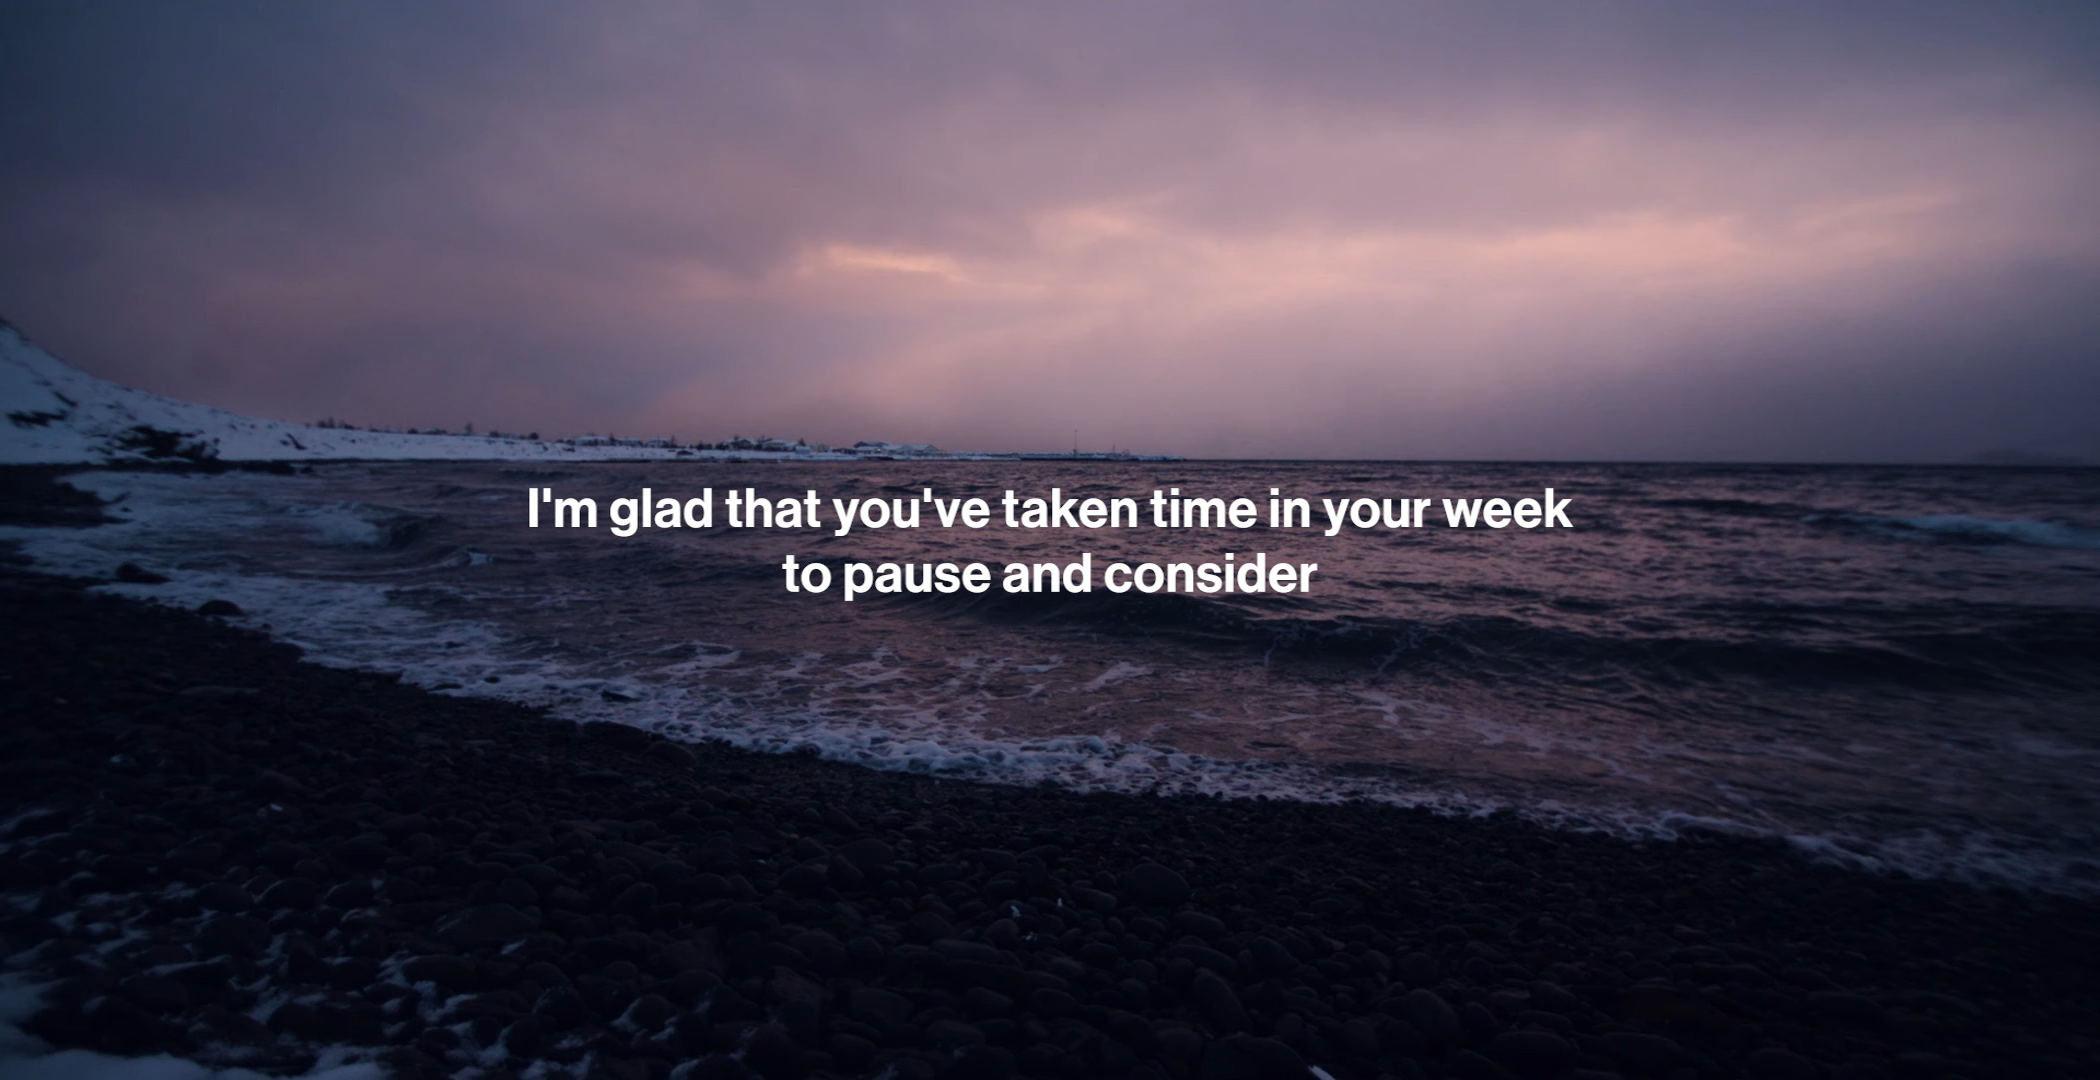 I'm glad that you've taken time in your week
to pause and consider